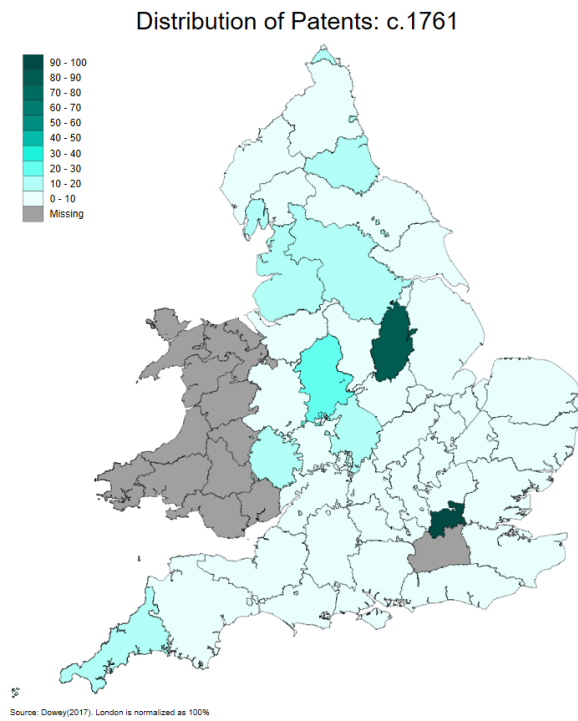 Distribution of Patents: c.1761
90 - 100
80 - 90
70 - 80
60 - 70
50 - 60
40 - 50
30 - 40
20 - 30
10 - 20
0 - 10
Missing
Source: Dowey(2017). London is normalized as 100%